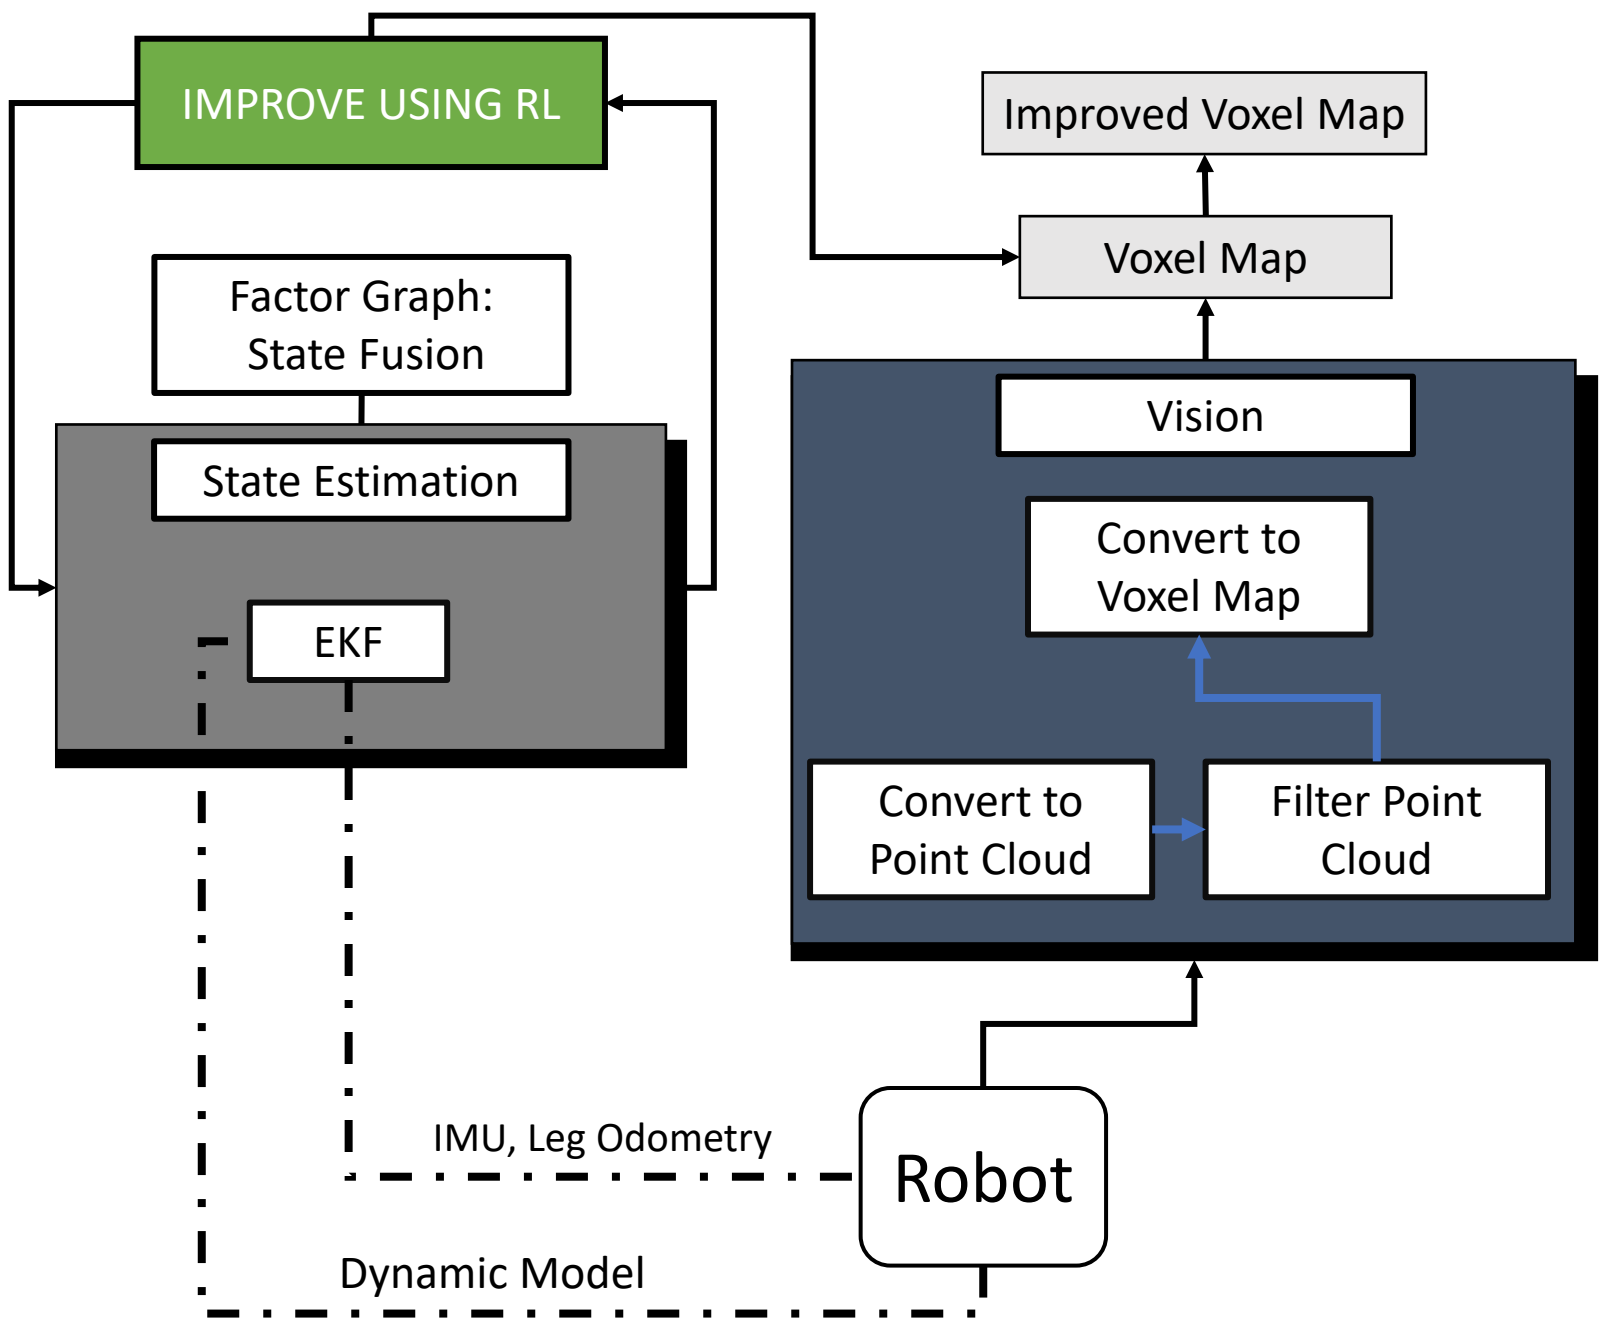 IMPROVE USING RL
Improved Voxel Map
Voxel Map
Factor Graph:
State Fusion
State Estimation
EKF
Vision
Convert to
Voxel Map
Convert to
Point Cloud
Filter Point
Cloud
IMU, Leg Odometry
Robot
Dynamic Model